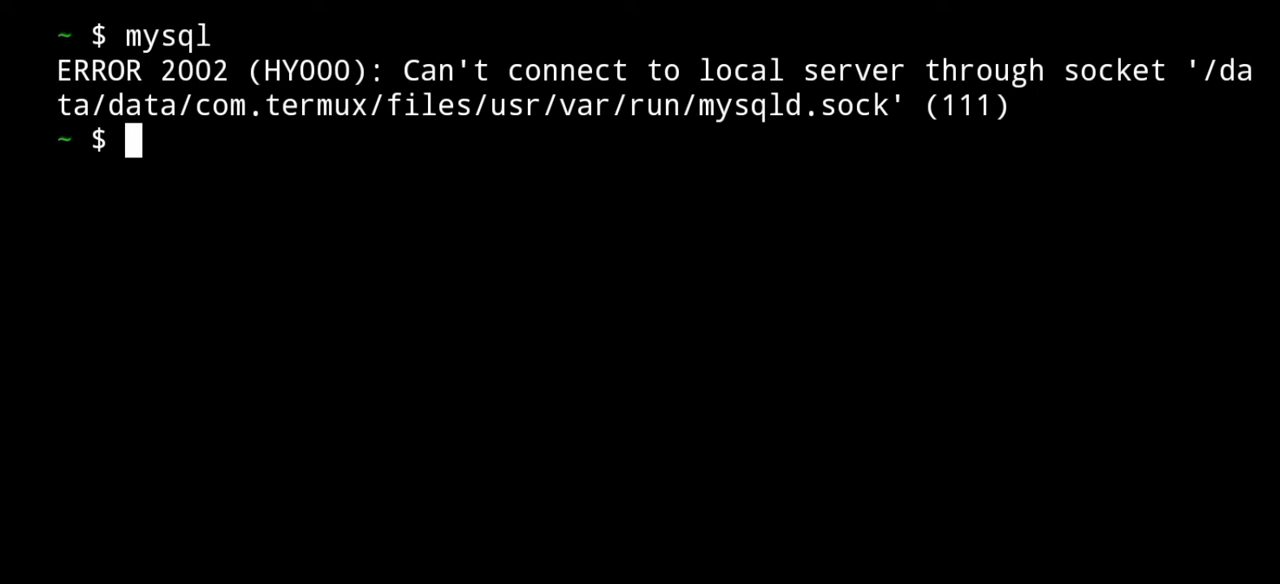 ~ $ mysql
ERROR 2002 (HY000): Can't connect to local server through socket '/da
ta/data/com.termux/files/usr/var/run/mysqld.sock' (111)
~ $